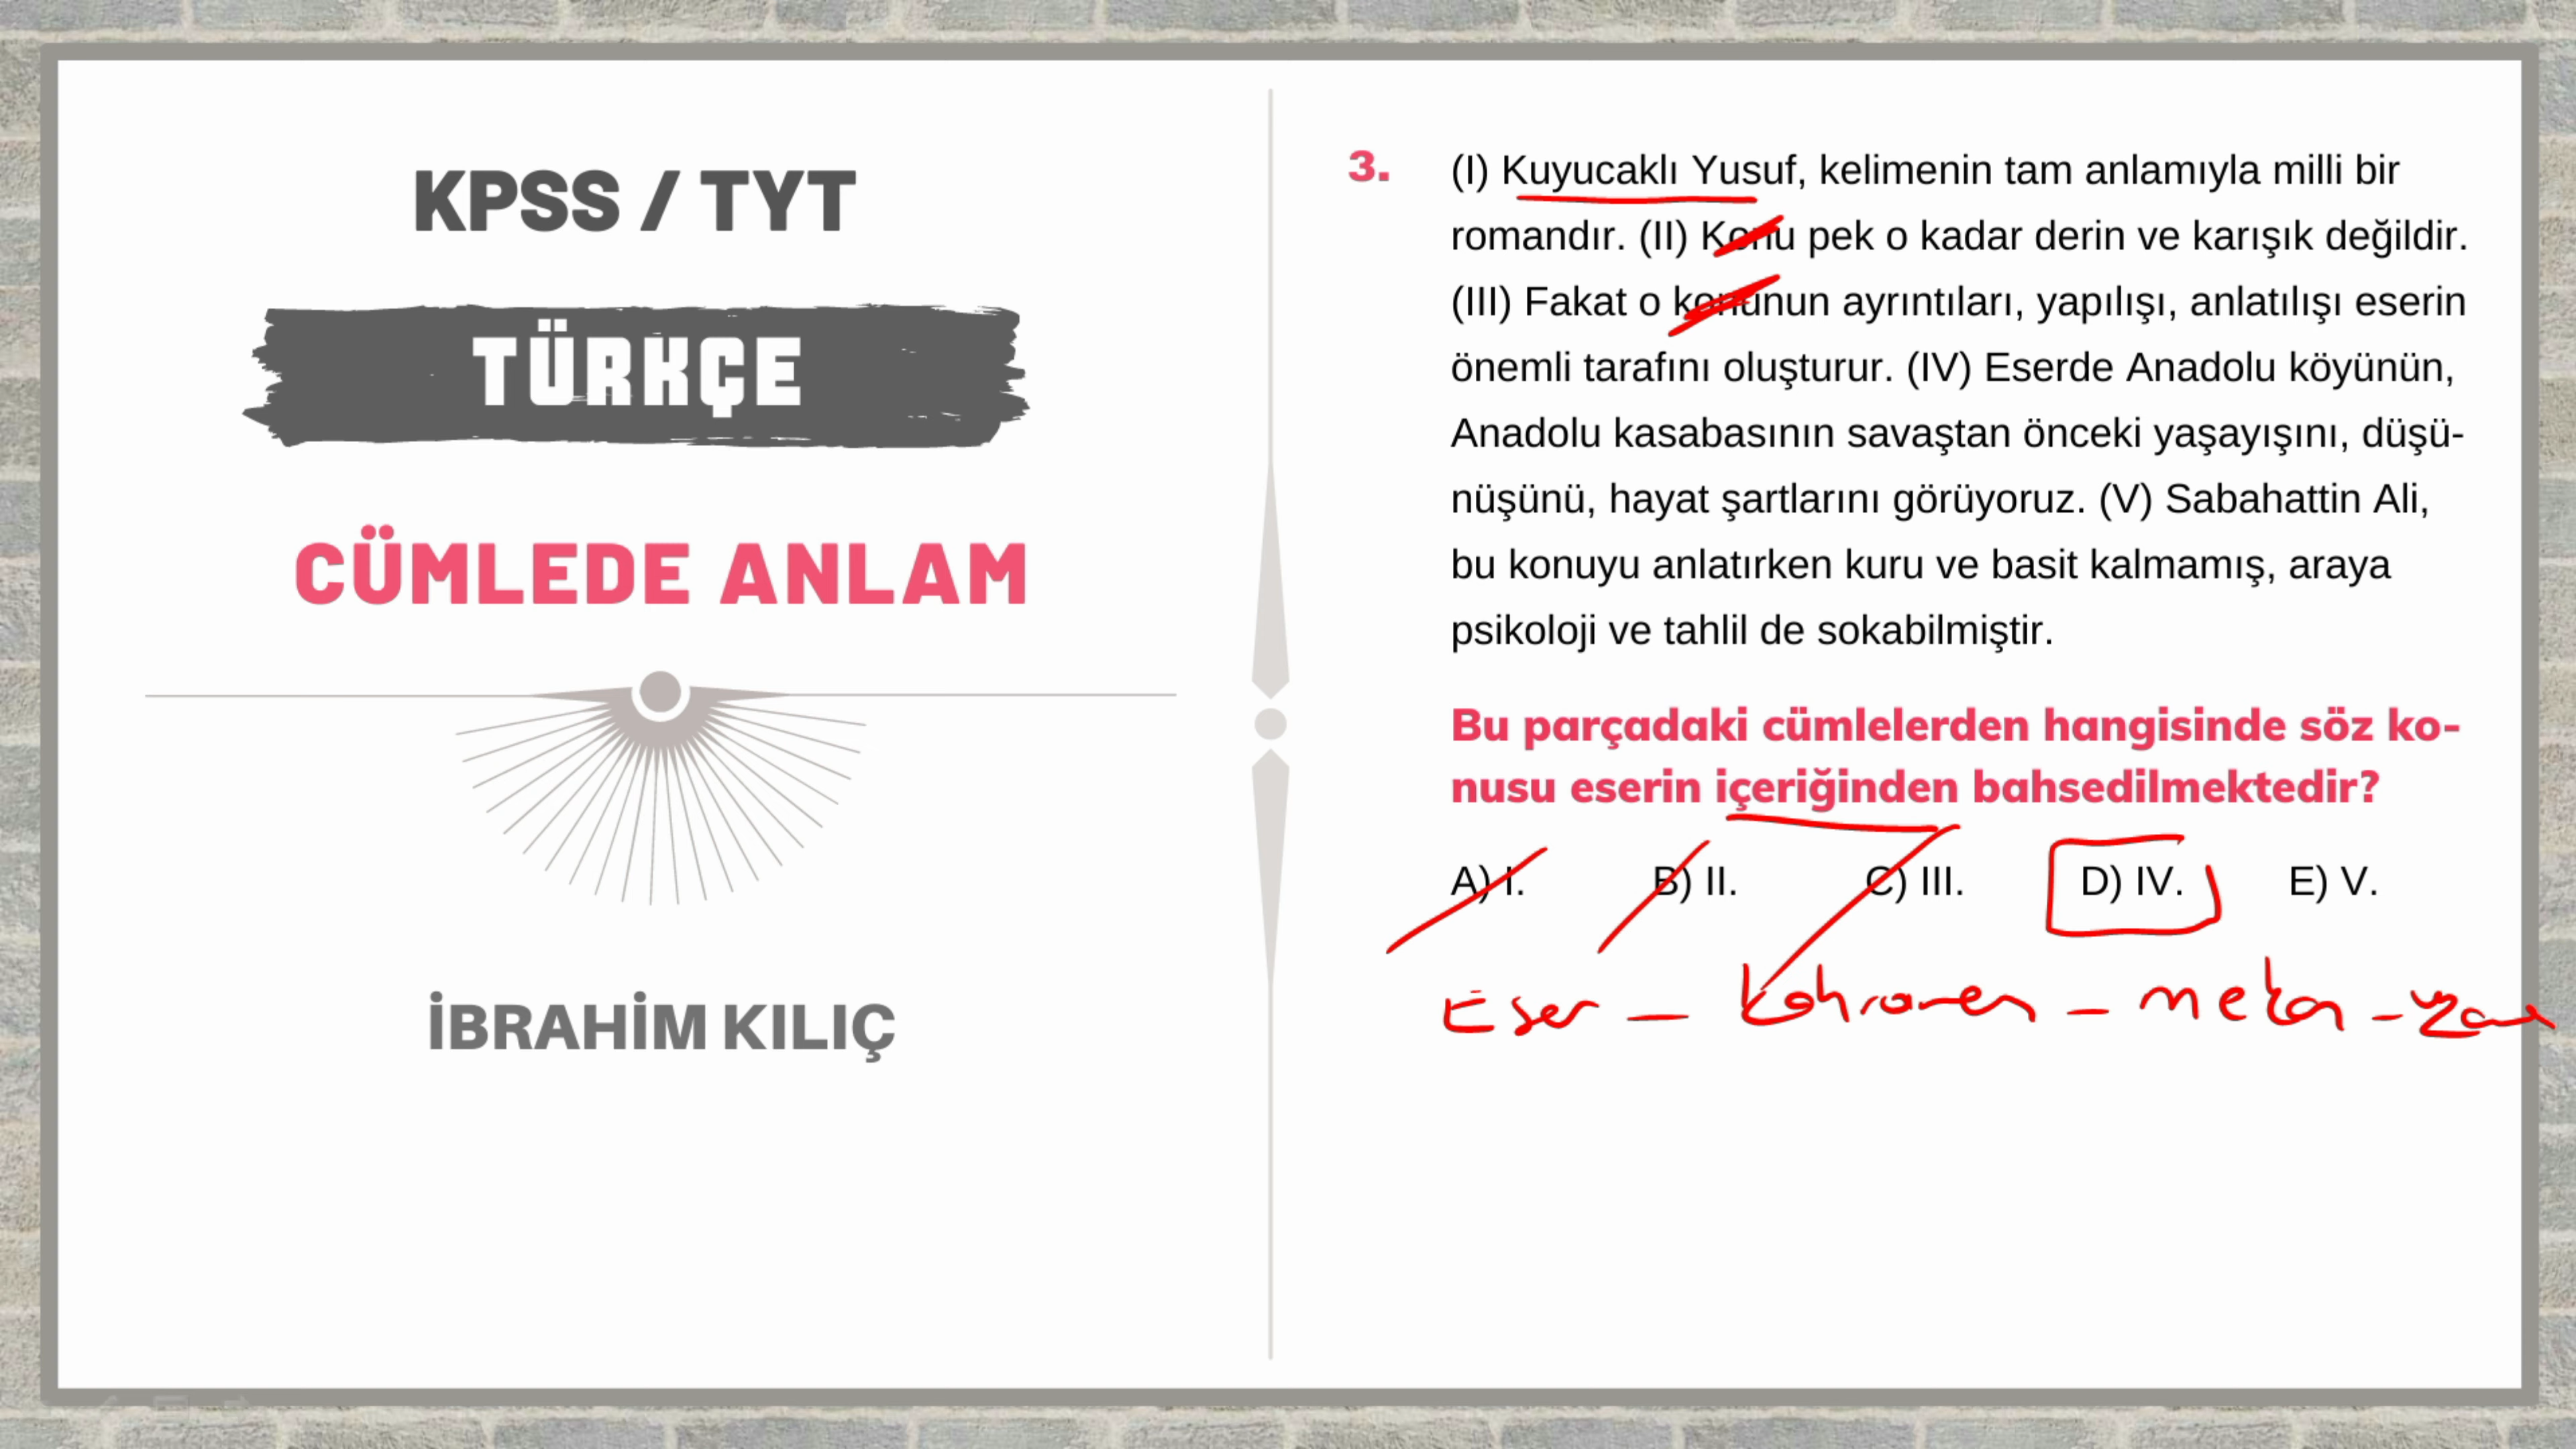 KPSS / TYT
TÜRKÇE
CÜMLEDE ANLAM
İBRAHİM KILIÇ
3. (I) Kuyucaklı Yusuf, kelimenin tam anlamıyla milli bir
romandır. (II) Konu pek o kadar derin ve karışık değildir.
(III) Fakat o konunun ayrıntıları, yapılışı, anlatılışı eserin
önemli tarafını oluşturur. (IV) Eserde Anadolu köyünün,
Anadolu kasabasının savaştan önceki yaşayışını, düşü-
nüşünü, hayat şartlarını görüyoruz. (V) Sabahattin Ali,
bu konuyu anlatırken kuru ve basit kalmamış, araya
psikoloji ve tahlil de sokabilmiştir.
Bu parçadaki cümlelerden hangisinde söz ko-
nusu eserin içeriğinden bahsedilmektedir?
A) I. B) II. C) III. D) IV. E) V.
Eser - kahraman - mekan -